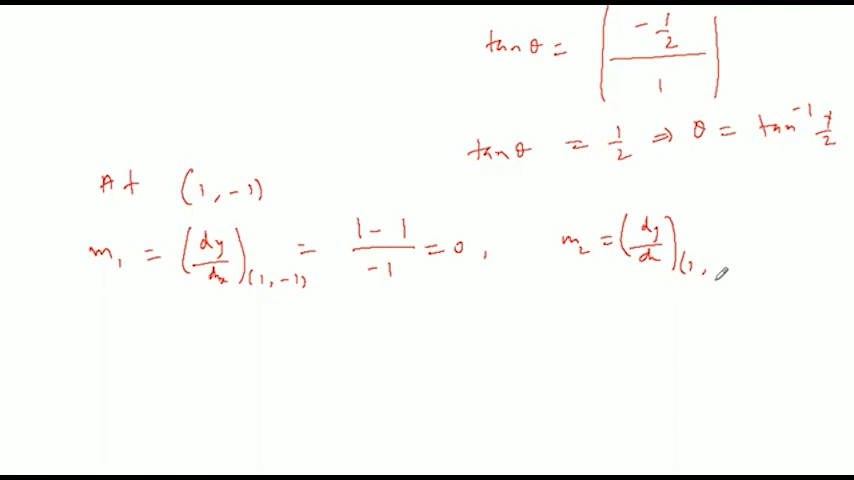 tan θ = | (-1/2)/1 |
tan θ = 1/2 ⇒ θ = tan⁻¹ 1/2
At (1, -1)
m₁ = (dy/dx)(1, -1) = (1 - 1)/-1 = 0 , m₂ = (dy/dx)(1,